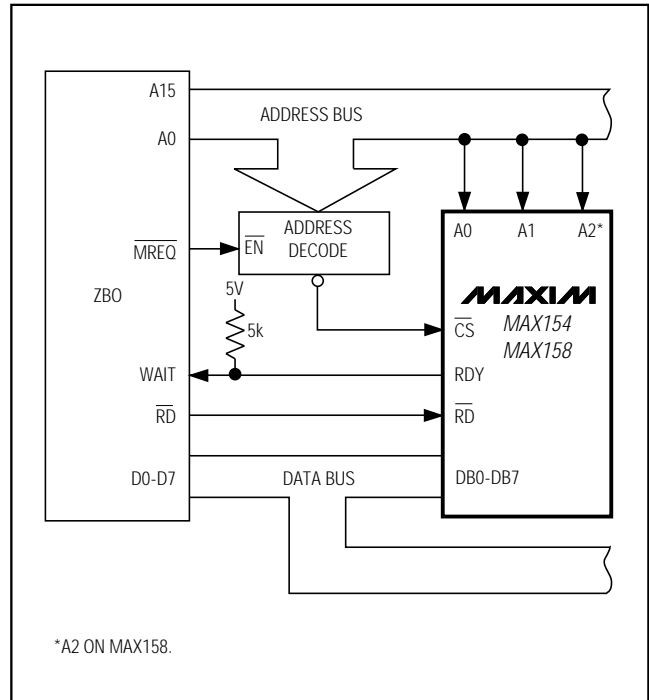 A15
ADDRESS BUS
A0
A0 A1 A2*
ADDRESS
DECODE
MREQ
EN
ZBO
5V
MAXIM
5k
CS
MAX154
MAX158
WAIT
RDY
RD
RD
D0-D7
DATA BUS
DB0-DB7
*A2 ON MAX158.